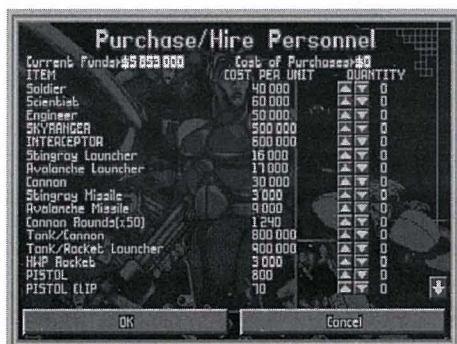 Purchase/Hire Personnel
Current Funds>$5 853 000 Cost of Purchases>$0
ITEM COST PER UNIT QUANTITY
Soldier 40 000 0
Scientist 60 000 0
Engineer 50 000 0
SKYRANGER 500 000 0
INTERCEPTOR 600 000 0
Stingray Launcher 16 000 0
Avalanche Launcher 17 000 0
Cannon 30 000 0
Stingray Missile 3 000 0
Avalanche Missile 9 000 0
Cannon Rounds(x50) 1 240 0
Tank/Cannon 0
Tank/Rocket Launcher 900 000 0
HWP Rocket 3 000 0
PISTOL 800 0
PISTOL CLIP 70 0
OK Cancel